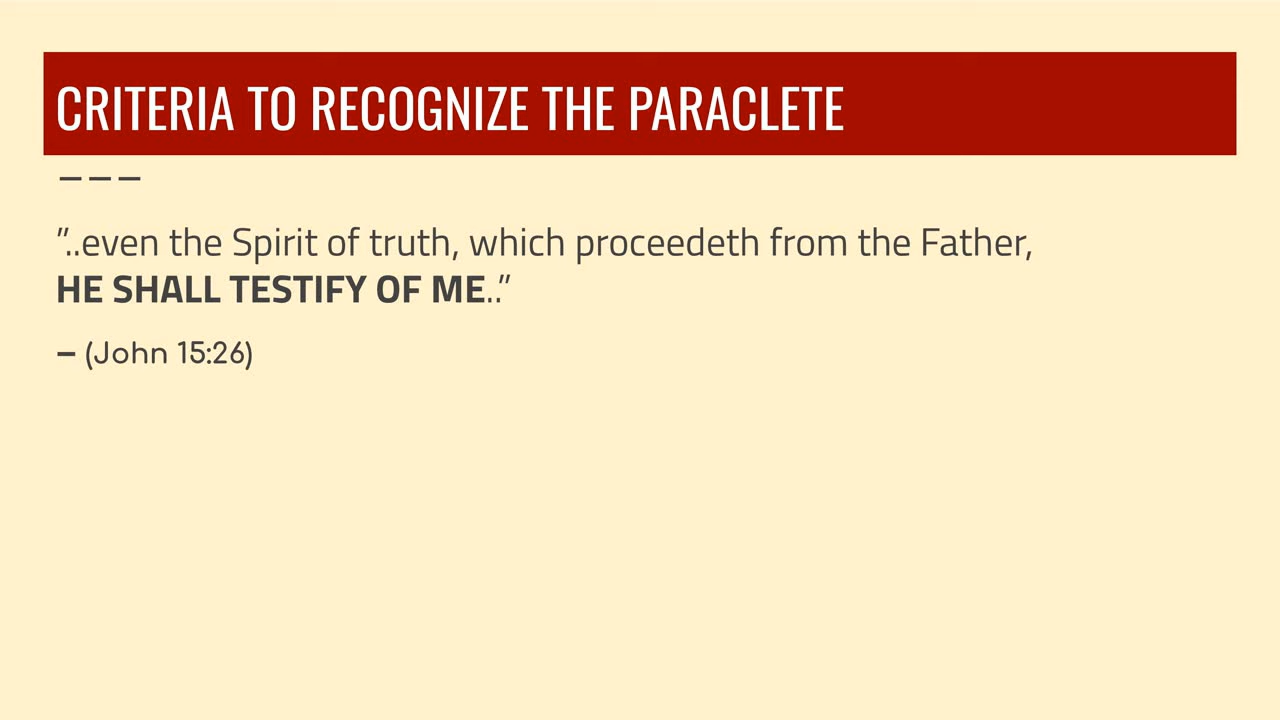 CRITERIA TO RECOGNIZE THE PARACLETE
– – –
”..even the Spirit of truth, which proceedeth from the Father,
HE SHALL TESTIFY OF ME..”
– (John 15:26)